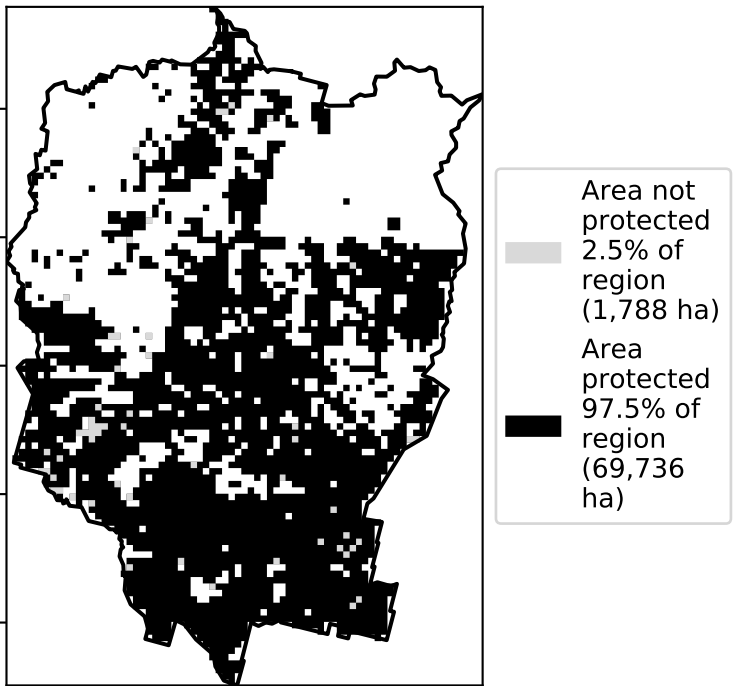 Area not
protected
2.5% of
region
(1,788 ha)
Area
protected
97.5% of
region
(69,736
ha)